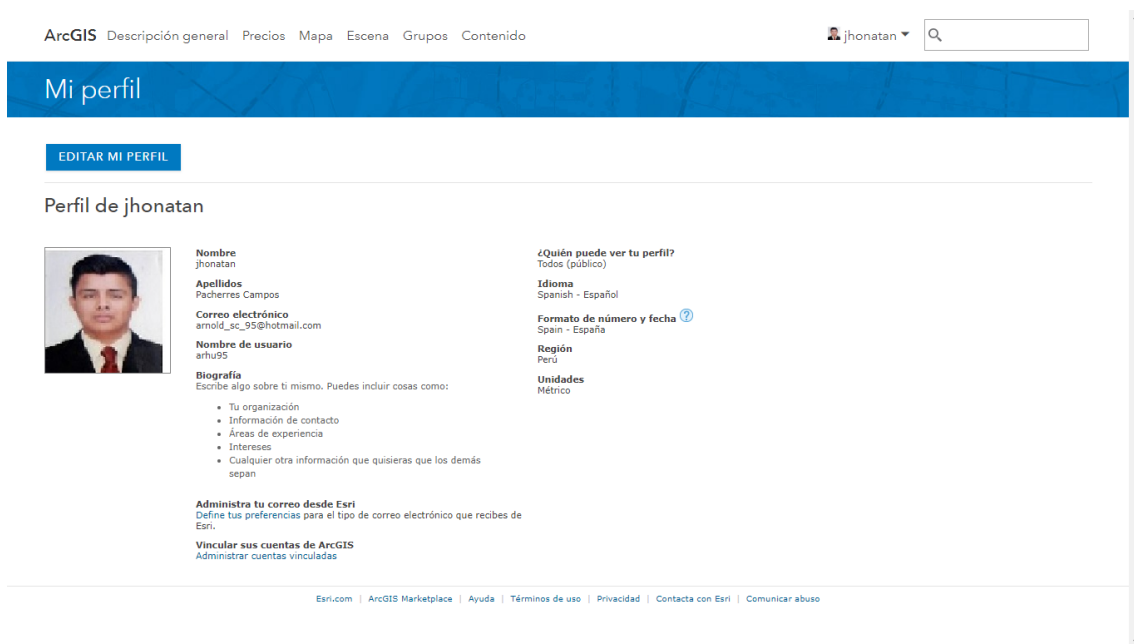 ArcGIS Descripción general Precios Mapa Escena Grupos Contenido jhonatan
Mi perfil
EDITAR MI PERFIL
Perfil de jhonatan
Nombre
jhonatan
Apellidos
Pacherres Campos
Correo electrónico
arnold_sc_95@hotmail.com
Nombre de usuario
arhu95
Biografía
Escribe algo sobre ti mismo. Puedes incluir cosas como:
• Tu organización
• Información de contacto
• Áreas de experiencia
• Intereses
• Cualquier otra información que quisieras que los demás
sepan
Administra tu correo desde Esri
Define tus preferencias para el tipo de correo electrónico que recibes de
Esri.
Vincular sus cuentas de ArcGIS
Administrar cuentas vinculadas
¿Quién puede ver tu perfil?
Todos (público)
Idioma
Spanish - Español
Formato de número y fecha ?
Spain - España
Región
Perú
Unidades
Métrico
Esri.com | ArcGIS Marketplace | Ayuda | Términos de uso | Privacidad | Contacta con Esri | Comunicar abuso